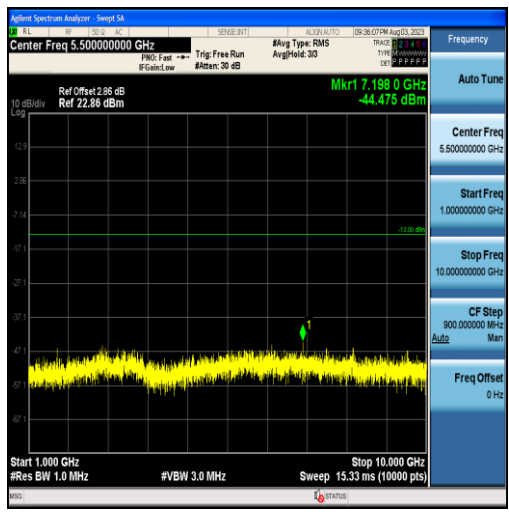 Agilent Spectrum Analyzer - Swept SA
RL RF 50 Ω AC SENSE:INT ALIGN AUTO 09:36:07 PM Aug 03, 2023
Center Freq 5.500000000 GHz
PNO: Fast
IFGain:Low
Trig: Free Run
#Atten: 30 dB
#Avg Type: RMS
Avg|Hold: 3/3
TRACE 1 2 3 4 5 6
TYPE
DET P P P P P P
Frequency
Ref Offset 2.86 dB
Ref 22.86 dBm
10 dB/div
Log
Mkr1 7.198 0 GHz
-44.475 dBm
12.9
2.86
-7.14
-17.1
-27.1
-37.1
-47.1
-57.1
-67.1
-13.00 dBm
1
Start 1.000 GHz
#Res BW 1.0 MHz
#VBW 3.0 MHz
Stop 10.000 GHz
Sweep 15.33 ms (10000 pts)
Auto Tune
Center Freq
5.500000000 GHz
Start Freq
1.000000000 GHz
Stop Freq
10.000000000 GHz
CF Step
900.000000 MHz
Auto Man
Freq Offset
0 Hz
MSG
STATUS